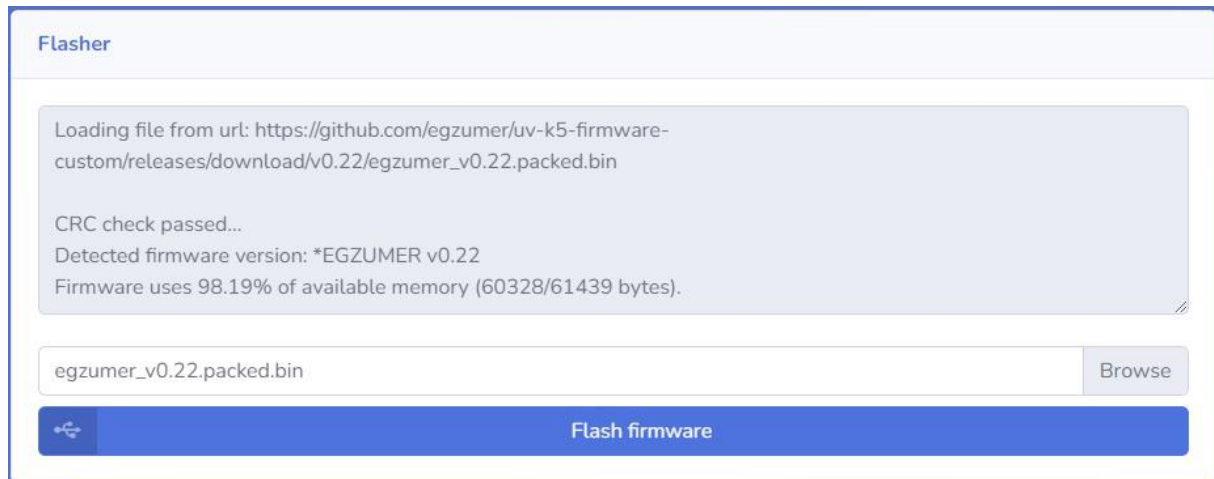 Flasher
Loading file from url: https://github.com/egzumer/uv-k5-firmware-
custom/releases/download/v0.22/egzumer_v0.22.packed.bin
CRC check passed...
Detected firmware version: *EGZUMER v0.22
Firmware uses 98.19% of available memory (60328/61439 bytes).
egzumer_v0.22.packed.bin
Browse
Flash firmware